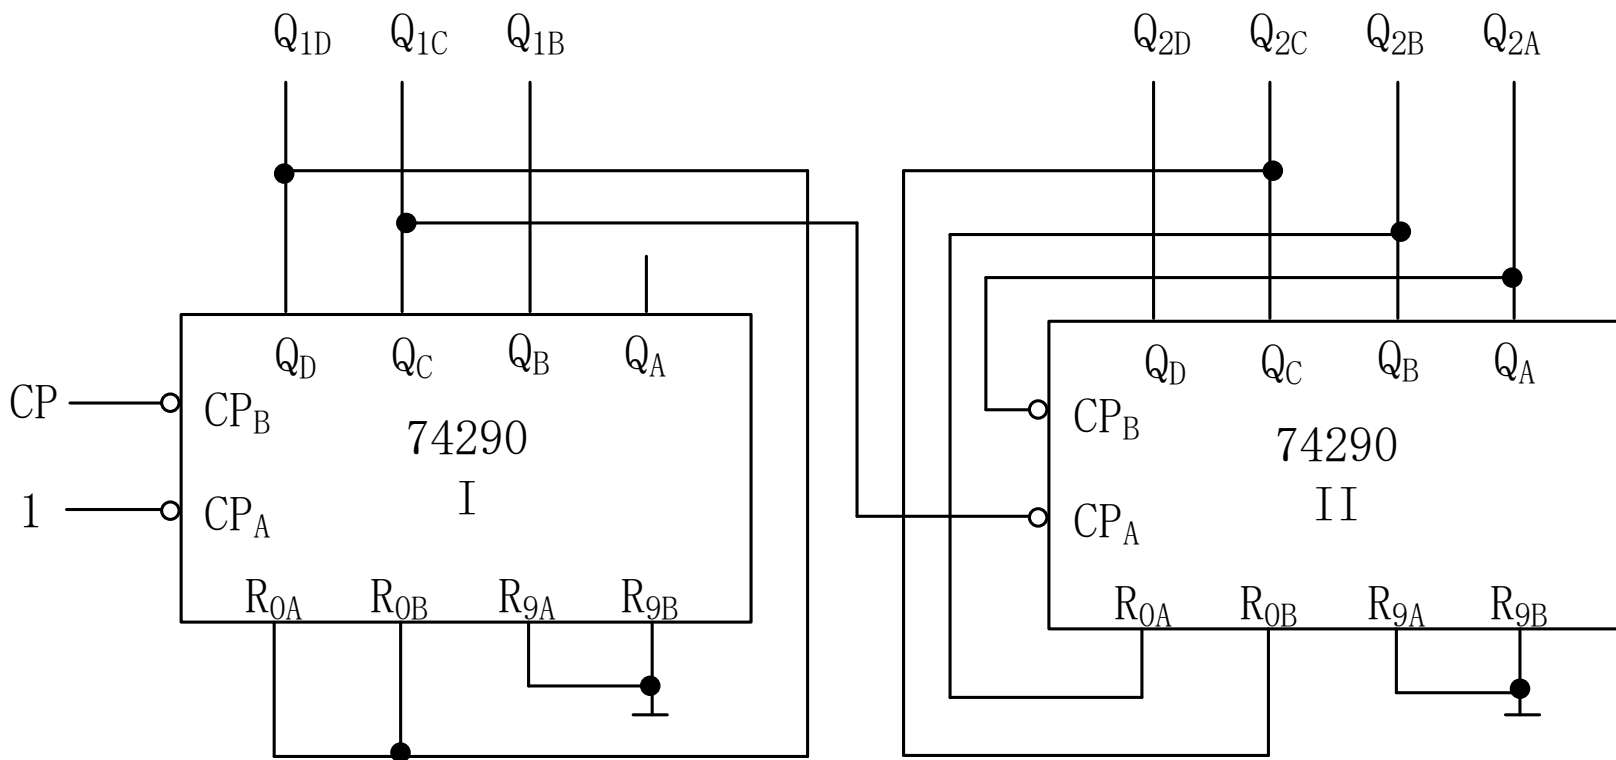 Q1D Q1C Q1B Q2D Q2C Q2B Q2A
QD QC QB QA
CP CPB
74290
I
1 CPA
R0A R0B R9A R9B
QD QC QB QA
CPB
74290
II
CPA
R0A R0B R9A R9B